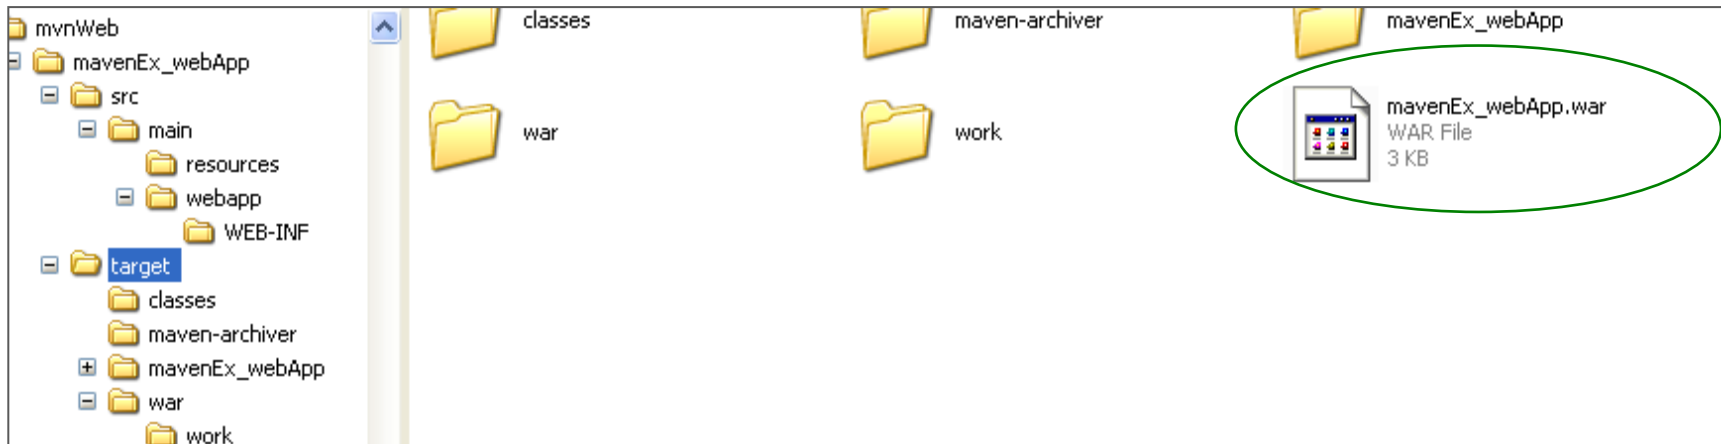 mvnWeb
mavenEx_webApp
src
main
resources
webapp
WEB-INF
target
classes
maven-archiver
mavenEx_webApp
war
work
classes
maven-archiver
mavenEx_webApp
war
work
mavenEx_webApp.war
WAR File
3 KB